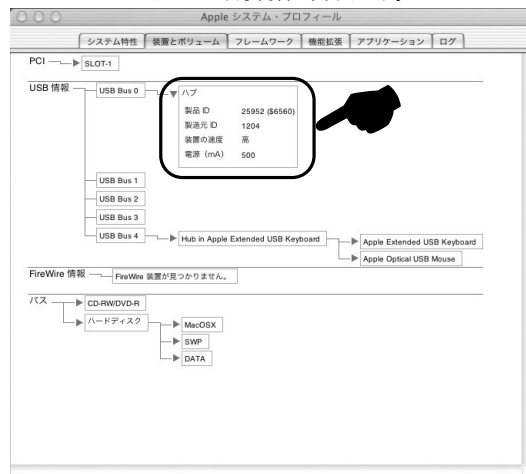 Apple システム・プロフィール
システム特性 装置とボリューム フレームワーク 機能拡張 アプリケーション ログ
PCI SLOT-1
USB 情報 USB Bus 0 ハブ
製品 ID 25952 ($6560)
製造元 ID 1204
装置の速度 高
電源（mA） 500
USB Bus 1
USB Bus 2
USB Bus 3
USB Bus 4 Hub in Apple Extended USB Keyboard Apple Extended USB Keyboard
Apple Optical USB Mouse
FireWire 情報 FireWire 装置が見つかりません。
バス CD-RW/DVD-R
ハードディスク MacOSX
SWP
DATA